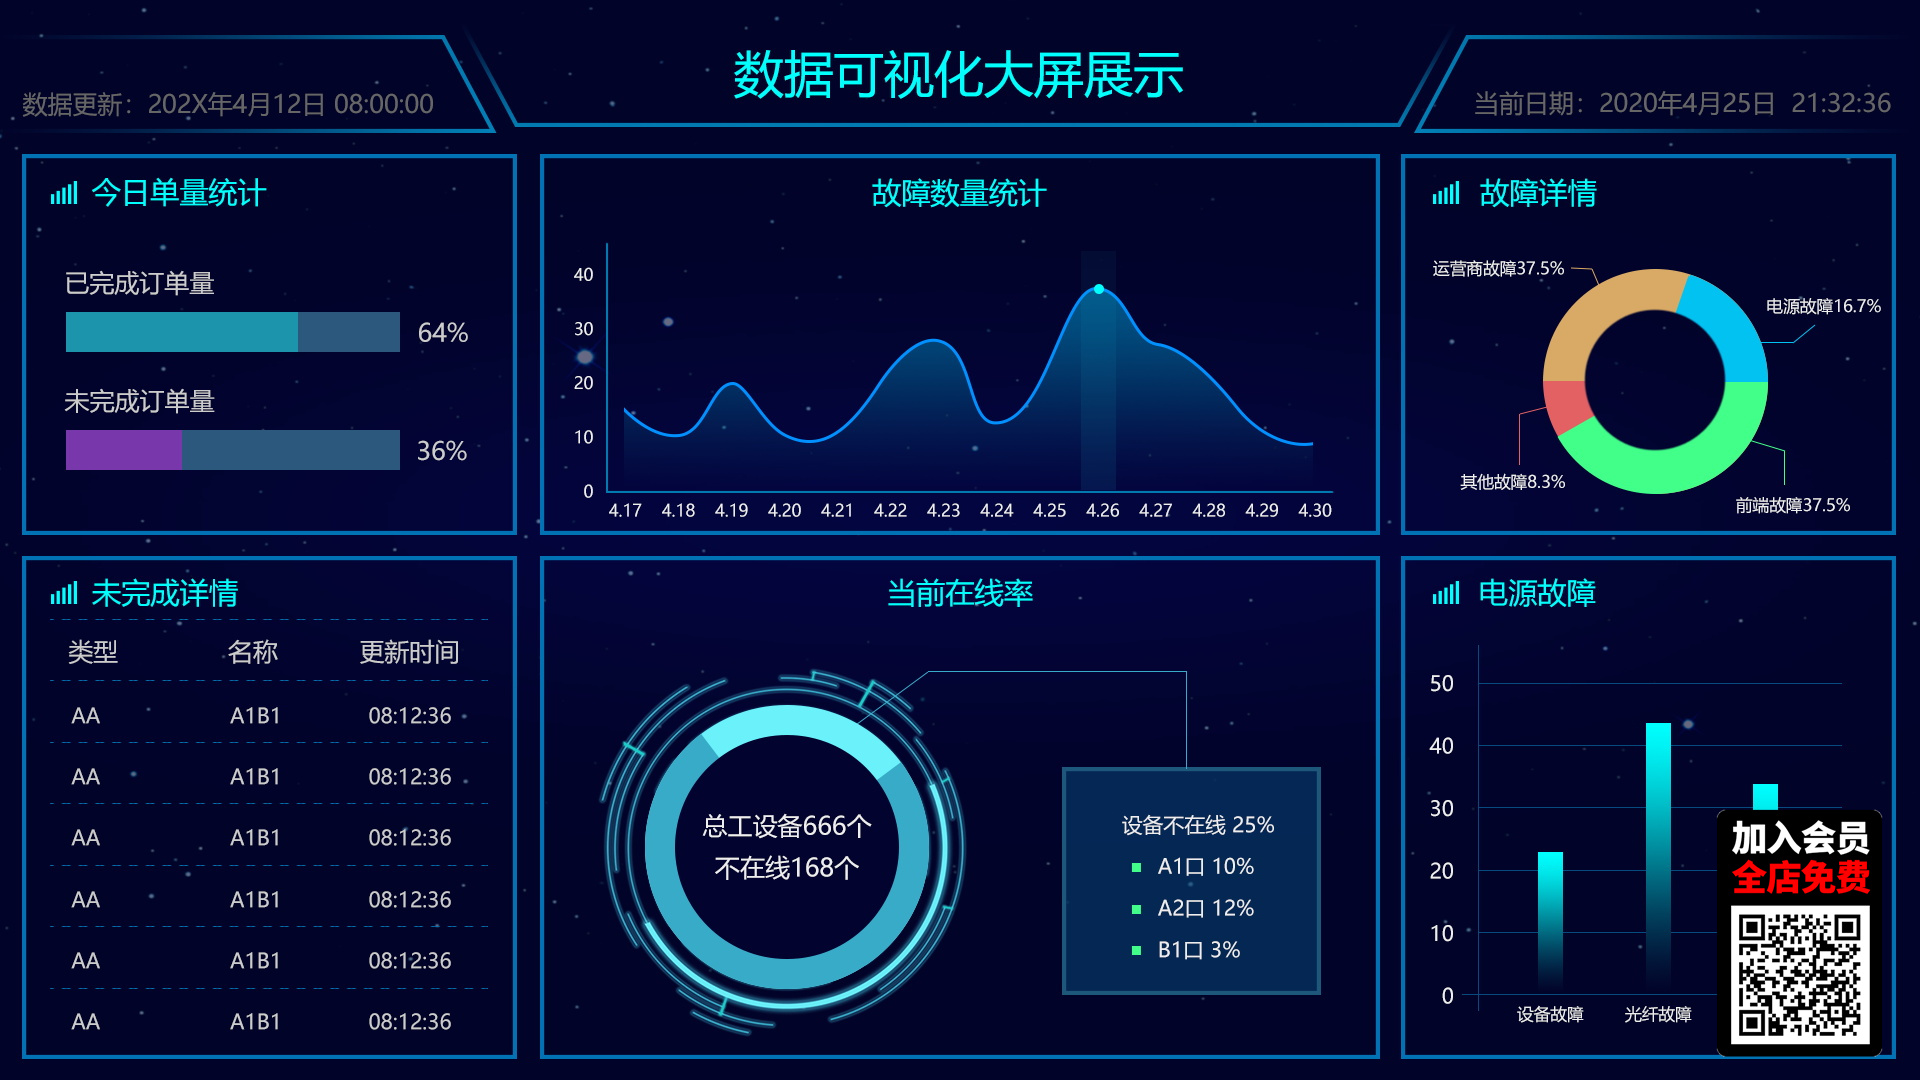 数据可视化大屏展示
数据更新：202X年4月12日 08:00:00
当前日期：2020年4月25日 21:32:36
今日单量统计
已完成订单量
64%
未完成订单量
36%
故障数量统计
40
30
20
10
0
4.17 4.18 4.19 4.20 4.21 4.22 4.23 4.24 4.25 4.26 4.27 4.28 4.29 4.30
故障详情
运营商故障37.5%
电源故障16.7%
其他故障8.3%
前端故障37.5%
未完成详情
类型 名称 更新时间
AA A1B1 08:12:36
AA A1B1 08:12:36
AA A1B1 08:12:36
AA A1B1 08:12:36
AA A1B1 08:12:36
AA A1B1 08:12:36
当前在线率
总工设备666个
不在线168个
设备不在线 25%
A1口 10%
A2口 12%
B1口 3%
电源故障
50
40
30
20
10
0
设备故障 光纤故障
加入会员
全店免费